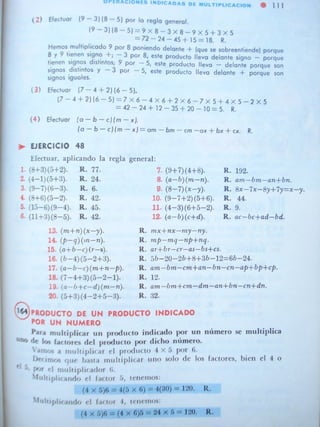 OPERACIONES INDICADAS DE MULTIPLICACION ● 111
(2) Efectuar (9 — 3)(8 — 5) por la regla general.
(9 — 3)(8 — 5) = 9 × 8 — 3 × 8 — 9 × 5 + 3 × 5
= 72 — 24 — 45 + 15 = 18. R.
Hemos multiplicado 9 por 8 poniendo delante + (que se sobreentiende) porque
8 y 9 tienen signo +; — 3 por 8, este producto lleva delante signo — porque
tienen signos distintos; 9 por — 5, este producto lleva — delante porque son
signos distintos y — 3 por — 5, este producto lleva delante + porque son
signos iguales.
(3) Efectuar (7 — 4 + 2)(6 — 5).
(7 — 4 + 2)(6 — 5) = 7 × 6 — 4 × 6 + 2 × 6 — 7 × 5 + 4 × 5 — 2 × 5
= 42 — 24 + 12 — 35 + 20 — 10 = 5. R.
(4) Efectuar (a — b — c)(m — x).
(a — b — c)(m — x) = am — bm — cm — ax + bx + cx. R.
► EJERCICIO 48
Efectuar, aplicando la regla general:
1. (8+3)(5+2). R. 77.
2. (4—1)(5+3). R. 24.
3. (9—7)(6—3). R. 6.
4. (8+6)(5—2). R. 42.
5. (15—6)(9—4). R. 45.
6. (11+3)(8—5). R. 42.
7. (9+7)(4+8). R. 192.
8. (a—b)(m—n). R. am—bm—an+bn.
9. (8—7)(x—y). R. 8x—7x—8y+7y=x—y.
10. (9—7+2)(5+6). R. 44.
11. (4—3)(6+5—2). R. 9.
12. (a—b)(c+d). R. ac—bc+ad—bd.
13. (m+n)(x—y). R. mx+nx—my—ny.
14. (p—q)(m—n). R. mp—mq—np+nq.
15. (a+b—c)(r—s). R. ar+br—cr—as—bs+cs.
16. (b—4)(5—2+3). R. 5b—20—2b+8+3b—12=6b—24.
17. (a—b—c)(m+n—p). R. am—bm—cm+an—bn—cn—ap+bp+cp.
18. (7—4+3)(5—2—1). R. 12.
19. (a—b+c—d)(m—n). R. am—bm+cm—dm—an+bn—cn+dn.
20. (5+3)(4—2+5—3). R. 32.
164 PRODUCTO DE UN PRODUCTO INDICADO
POR UN NUMERO
Para multiplicar un producto indicado por un número se multiplica
uno de los factores del producto por dicho número.
Vamos a multiplicar el producto 4 × 5 por 6.
Decimos que basta multiplicar uno solo de los factores, bien el 4 o
el 5, por el multiplicador 6.
Multiplicando el factor 5, tenemos:
(4 × 5)6 = 4(5 × 6) = 4(30) = 120. R.
Multiplicando el factor 4, tenemos:
(4 × 5)6 = (4 × 6)5 = 24 × 5 = 120. R.